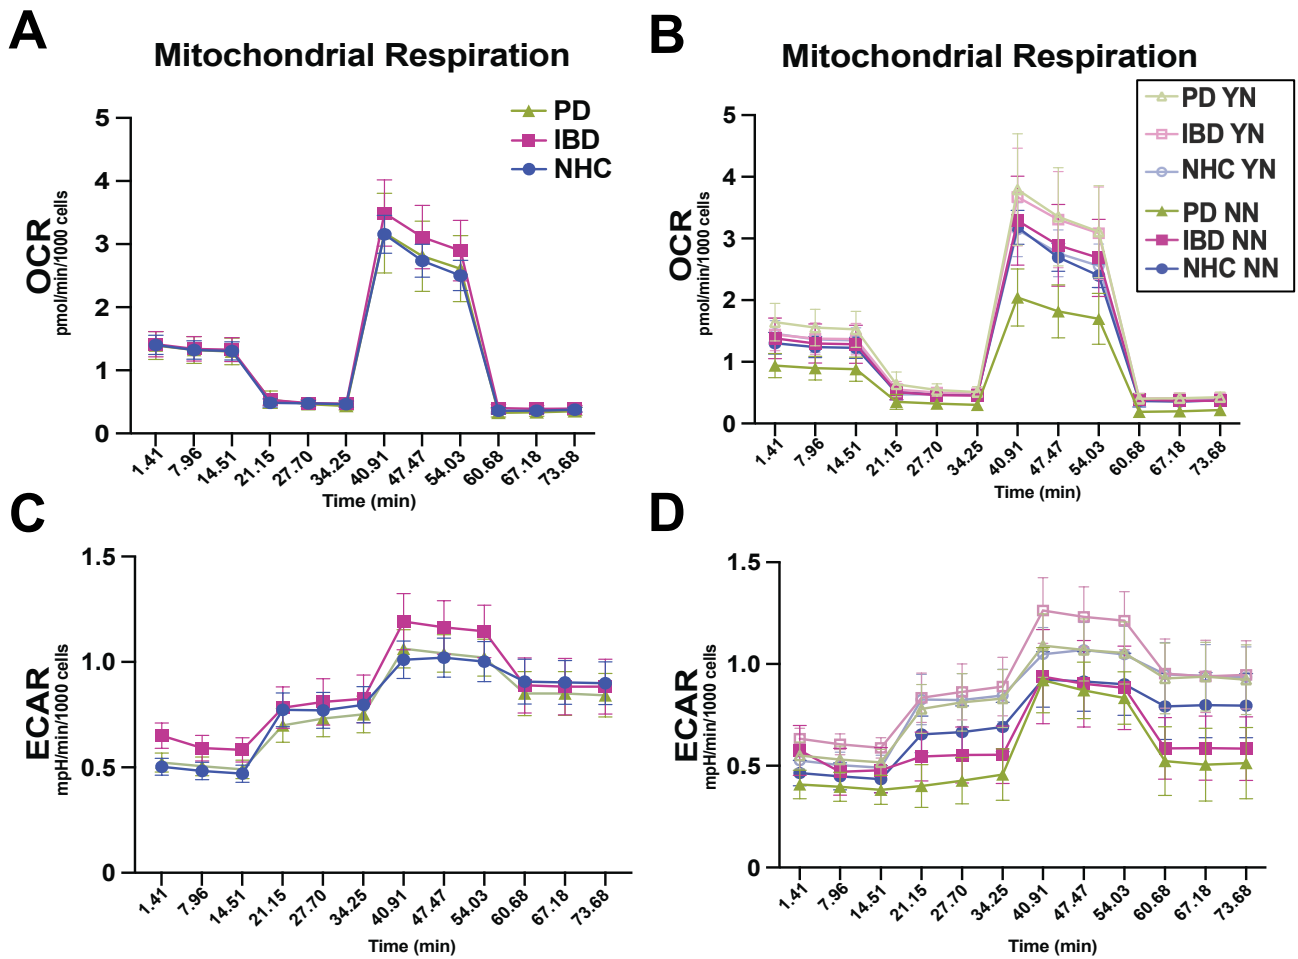 A
Mitochondrial Respiration
PD
IBD
NHC
OCR
pmol/min/1000 cells
5
4
3
2
1
0
1.41 7.96 14.51 21.15 27.70 34.25 40.91 47.47 54.03 60.68 67.18 73.68
Time (min)
B
Mitochondrial Respiration
PD YN
IBD YN
NHC YN
PD NN
IBD NN
NHC NN
OCR
pmol/min/1000 cells
5
4
3
2
1
0
1.41 7.96 14.51 21.15 27.70 34.25 40.91 47.47 54.03 60.68 67.18 73.68
Time (min)
C
ECAR
mpH/min/1000 cells
1.5
1.0
0.5
0
1.41 7.96 14.51 21.15 27.70 34.25 40.91 47.47 54.03 60.68 67.18 73.68
Time (min)
D
ECAR
mpH/min/1000 cells
1.5
1.0
0.5
0
1.41 7.96 14.51 21.15 27.70 34.25 40.91 47.47 54.03 60.68 67.18 73.68
Time (min)